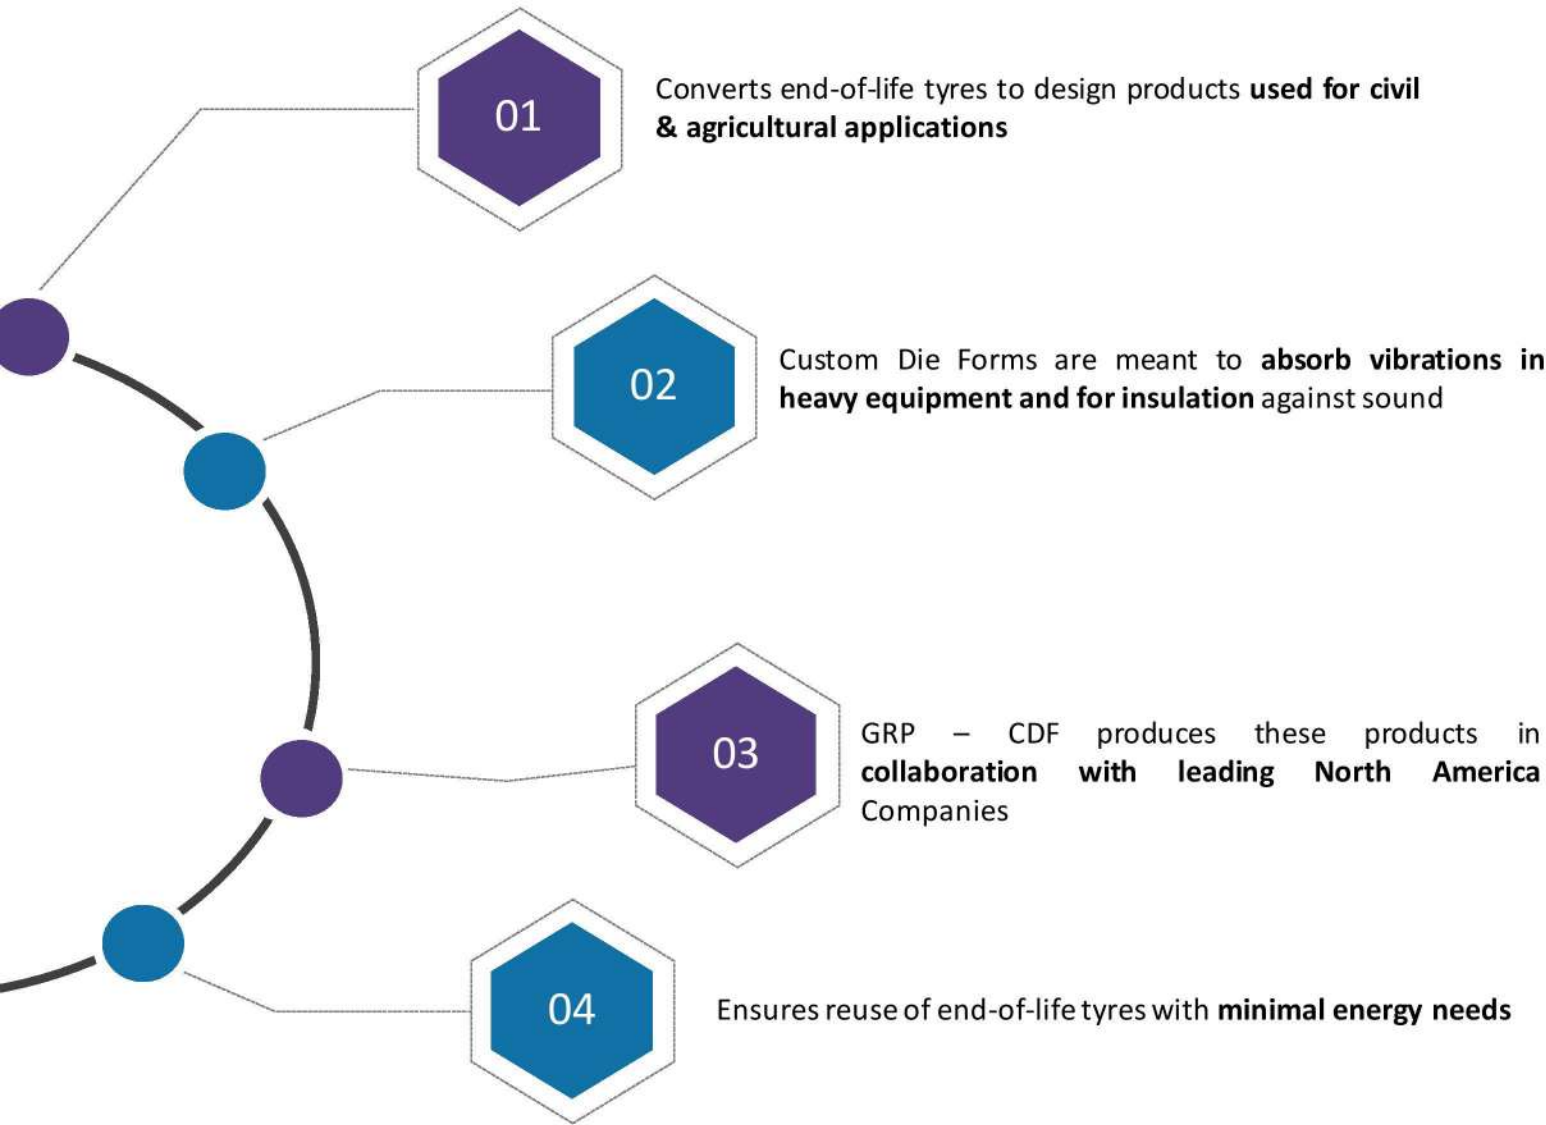 01
Converts end-of-life tyres to design products used for civil
& agricultural applications
02
Custom Die Forms are meant to absorb vibrations in
heavy equipment and for insulation against sound
03
GRP – CDF produces these products in
collaboration with leading North America
Companies
04
Ensures reuse of end-of-life tyres with minimal energy needs